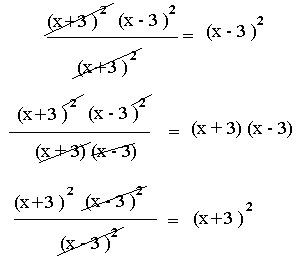 (x+3)² (x - 3)²
= (x - 3)²
(x+3)²
(x+3)² (x - 3)²
= (x + 3) (x - 3)
(x + 3) (x - 3)
(x+3)² (x - 3)²
= (x+3)²
(x - 3)²